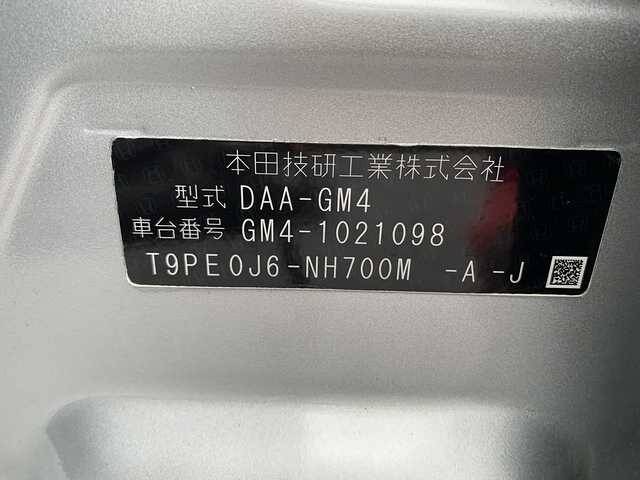 本田技研工業株式会社
型式 DAA-GM4
車台番号 GM4-1021098
T9PE0J6-NH700M -A -J